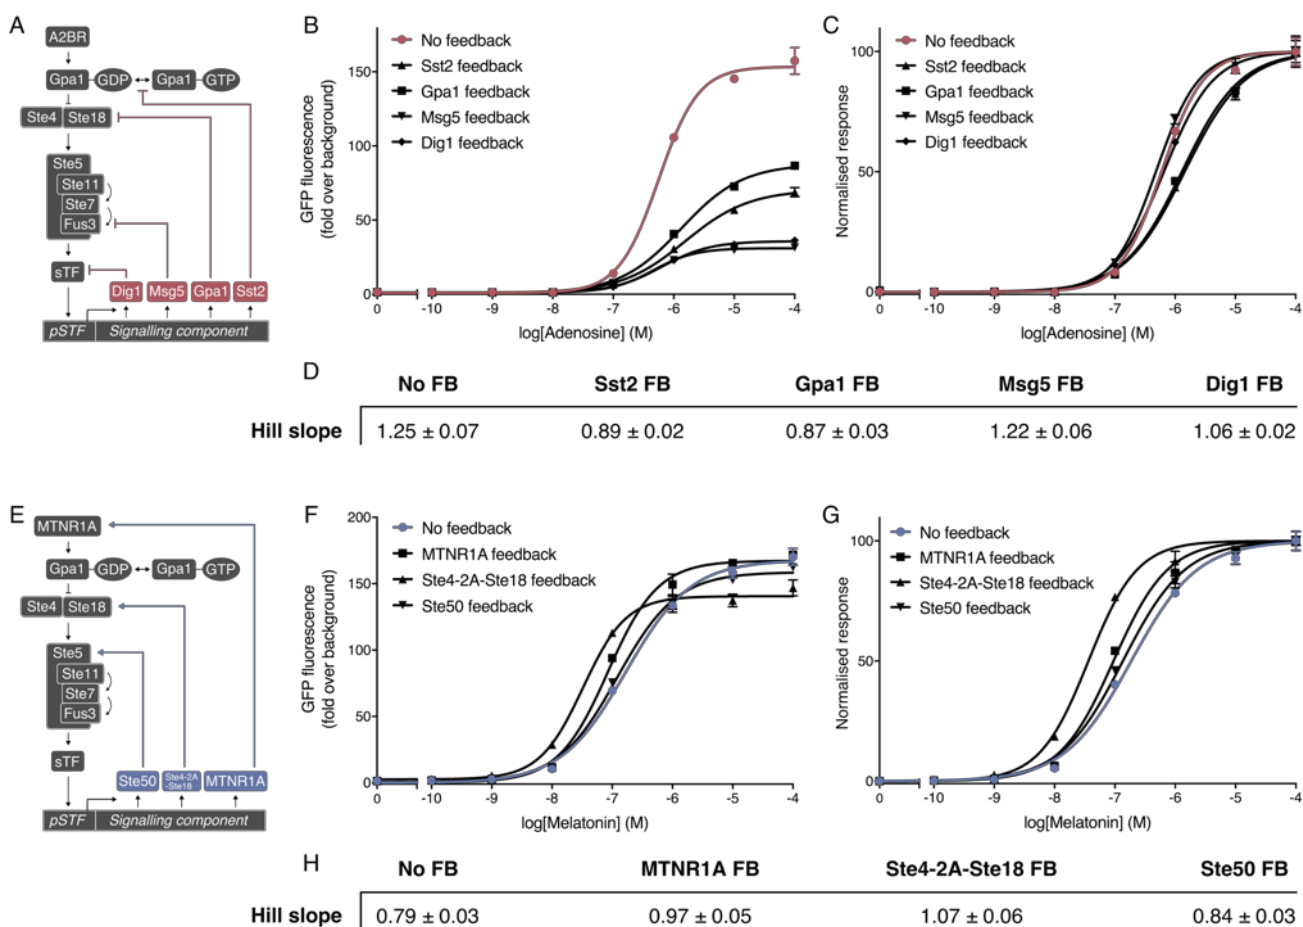 A
A2BR
Gpa1 GDP Gpa1 GTP
Ste4 Ste18
Ste5
Ste11
Ste7
Fus3
sTF
Dig1 Msg5 Gpa1 Sst2
pSTF Signalling component
B
No feedback
Sst2 feedback
Gpa1 feedback
Msg5 feedback
Dig1 feedback
GFP fluorescence
(fold over background)
150
100
50
0
0 -10 -9 -8 -7 -6 -5 -4
log[Adenosine] (M)
C
No feedback
Sst2 feedback
Gpa1 feedback
Msg5 feedback
Dig1 feedback
Normalised response
100
50
0
0 -10 -9 -8 -7 -6 -5 -4
log[Adenosine] (M)
D
No FB Sst2 FB Gpa1 FB Msg5 FB Dig1 FB
Hill slope 1.25 ± 0.07 0.89 ± 0.02 0.87 ± 0.03 1.22 ± 0.06 1.06 ± 0.02
E
MTNR1A
Gpa1 GDP Gpa1 GTP
Ste4 Ste18
Ste5
Ste11
Ste7
Fus3
sTF
Ste50 Ste4-2A MTNR1A
-Ste18
pSTF Signalling component
F
No feedback
MTNR1A feedback
Ste4-2A-Ste18 feedback
Ste50 feedback
GFP fluorescence
(fold over background)
200
150
100
50
0
0 -10 -9 -8 -7 -6 -5 -4
log[Melatonin] (M)
G
No feedback
MTNR1A feedback
Ste4-2A-Ste18 feedback
Ste50 feedback
Normalised response
100
50
0
0 -10 -9 -8 -7 -6 -5 -4
log[Melatonin] (M)
H
No FB MTNR1A FB Ste4-2A-Ste18 FB Ste50 FB
Hill slope 0.79 ± 0.03 0.97 ± 0.05 1.07 ± 0.06 0.84 ± 0.03